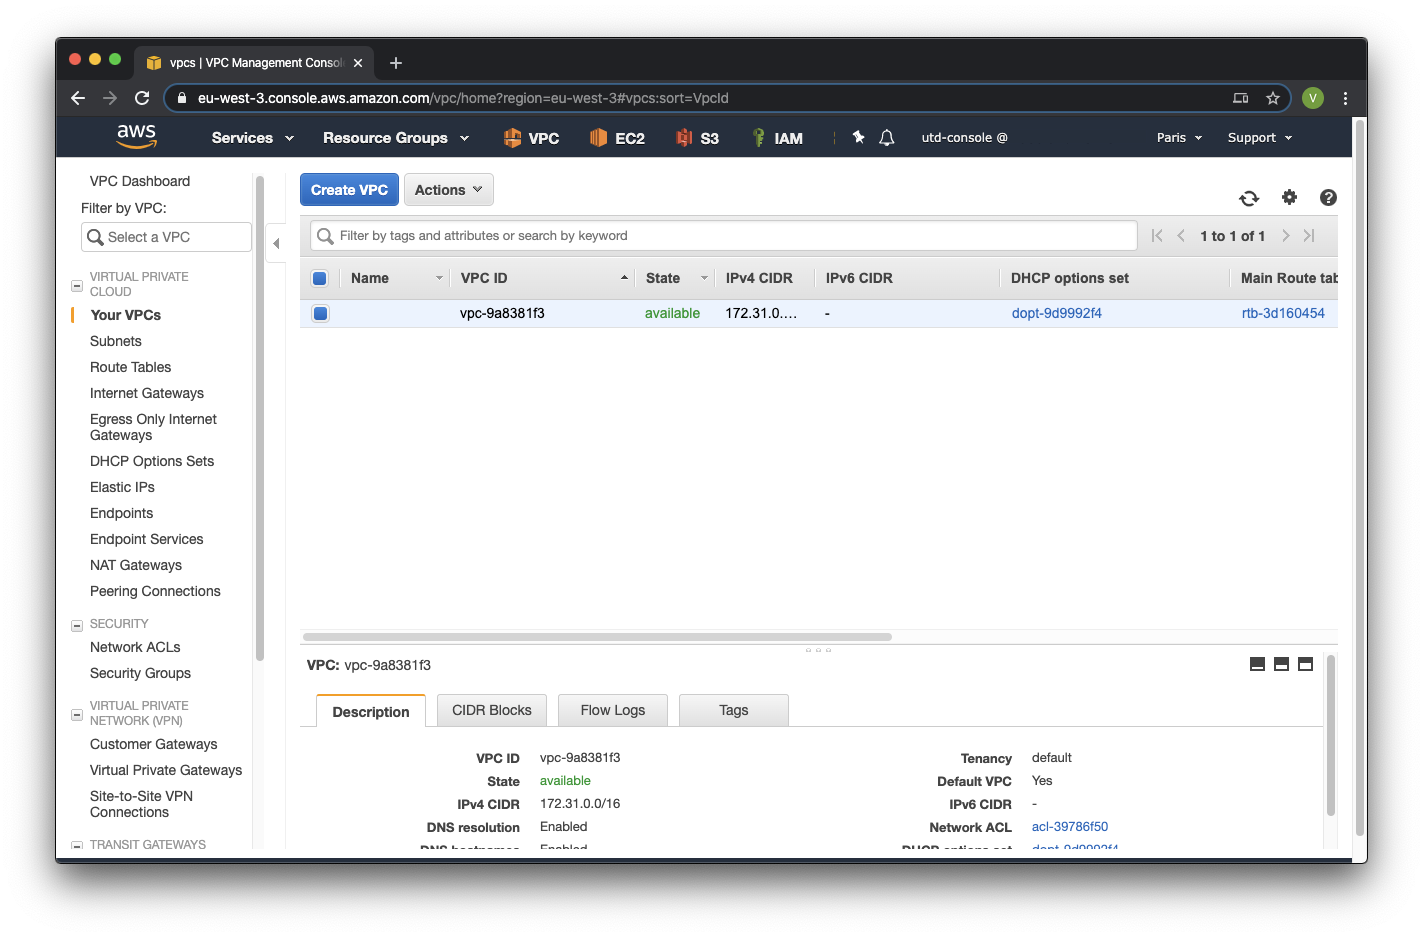 vpcs | VPC Management Consol
eu-west-3.console.aws.amazon.com/vpc/home?region=eu-west-3#vpcs:sort=VpcId
V
aws
Services
Resource Groups
VPC
EC2
S3
IAM
utd-console @
Paris
Support
VPC Dashboard
Filter by VPC:
Select a VPC
VIRTUAL PRIVATE
CLOUD
Your VPCs
Subnets
Route Tables
Internet Gateways
Egress Only Internet
Gateways
DHCP Options Sets
Elastic IPs
Endpoints
Endpoint Services
NAT Gateways
Peering Connections
SECURITY
Network ACLs
Security Groups
VIRTUAL PRIVATE
NETWORK (VPN)
Customer Gateways
Virtual Private Gateways
Site-to-Site VPN
Connections
TRANSIT GATEWAYS
Create VPC
Actions
Filter by tags and attributes or search by keyword
1 to 1 of 1
Name VPC ID State IPv4 CIDR IPv6 CIDR DHCP options set Main Route tab
vpc-9a8381f3 available 172.31.0.... - dopt-9d9992f4 rtb-3d160454
VPC: vpc-9a8381f3
Description
CIDR Blocks
Flow Logs
Tags
VPC ID vpc-9a8381f3 Tenancy default
State available Default VPC Yes
IPv4 CIDR 172.31.0.0/16 IPv6 CIDR -
DNS resolution Enabled Network ACL acl-39786f50
DNS hostnames Enabled DHCP options set dopt-9d9992f4